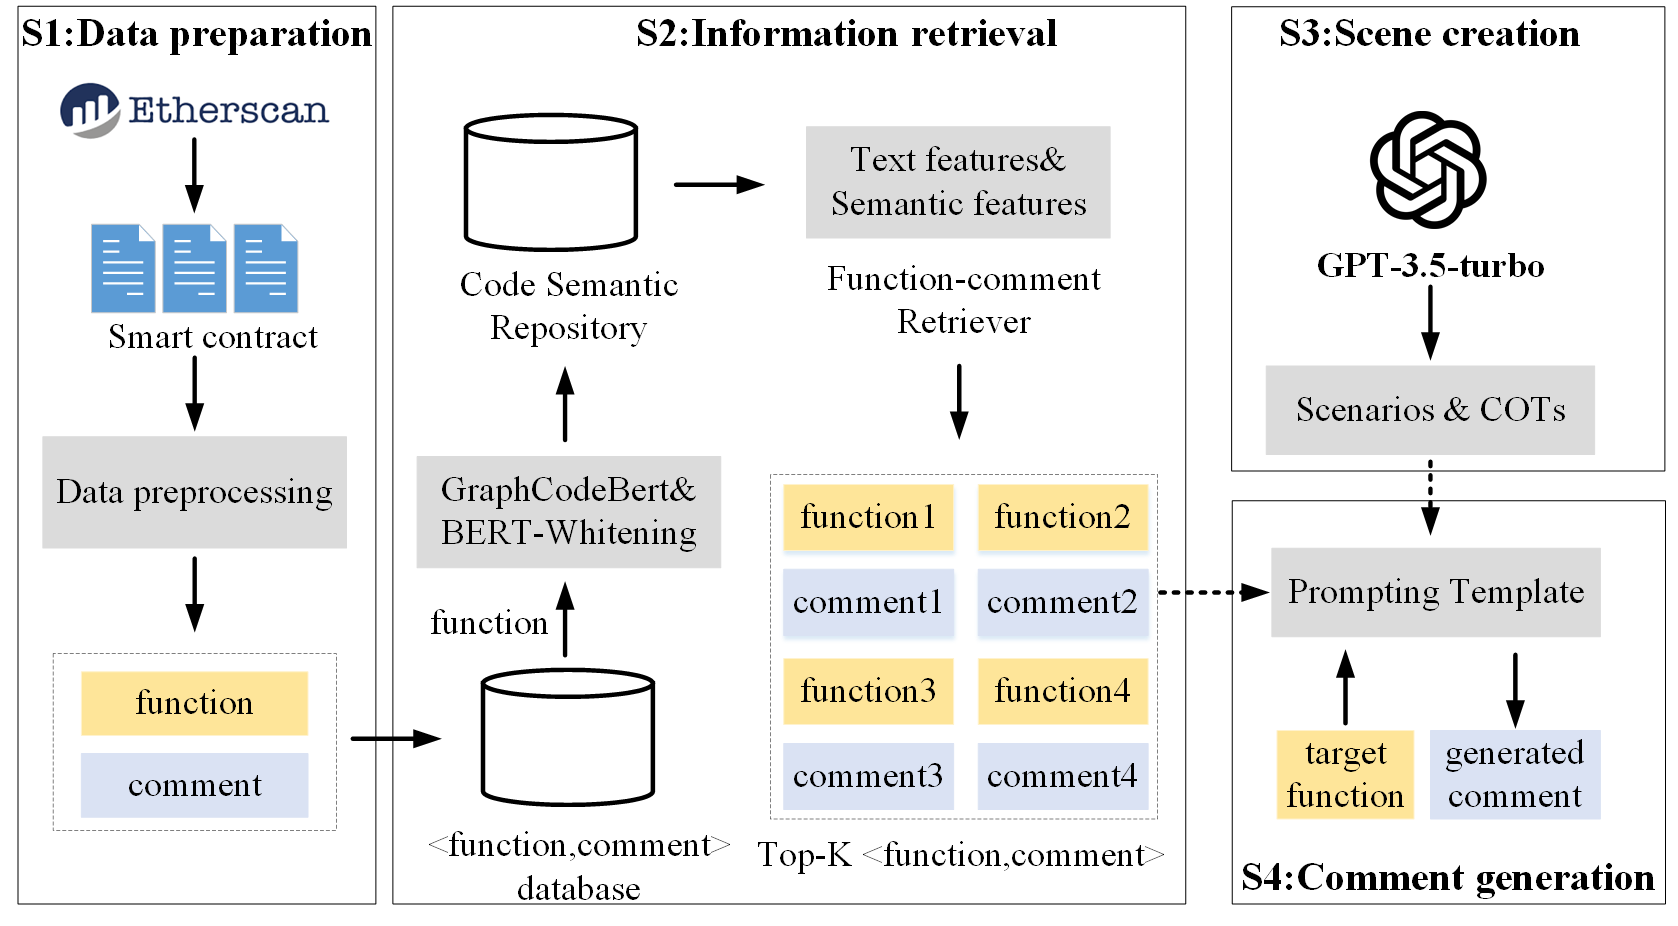 S1:Data preparation
Etherscan
Smart contract
Data preprocessing
function
comment
S2:Information retrieval
Code Semantic
Repository
GraphCodeBert&
BERT-Whitening
function
<function,comment>
database
Text features&
Semantic features
Function-comment
Retriever
function1
function2
comment1
comment2
function3
function4
comment3
comment4
Top-K <function,comment>
S3:Scene creation
GPT-3.5-turbo
Scenarios & COTs
Prompting Template
target
function
generated
comment
S4:Comment generation